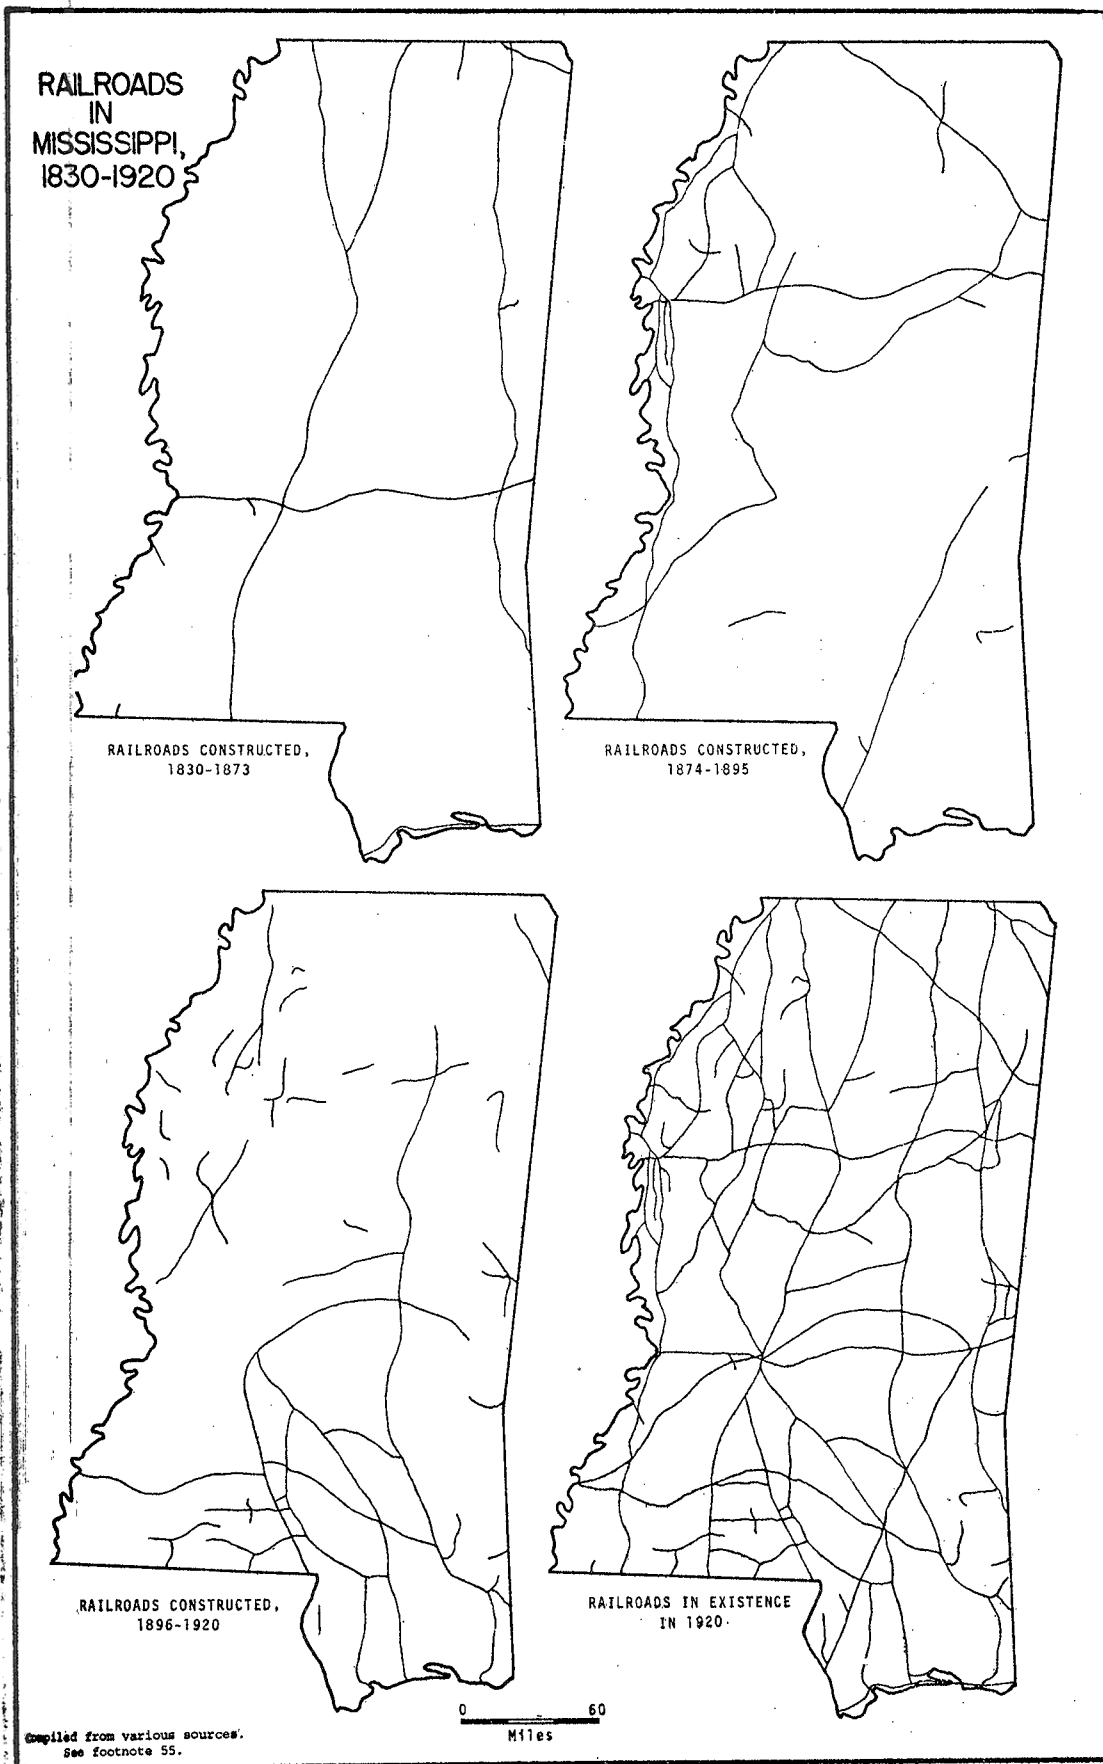 RAILROADS
IN
MISSISSIPPI,
1830-1920
RAILROADS CONSTRUCTED,
1830-1873
RAILROADS CONSTRUCTED,
1874-1895
RAILROADS CONSTRUCTED,
1896-1920
RAILROADS IN EXISTENCE
IN 1920
0 60
Miles
Compiled from various sources.
See footnote 55.